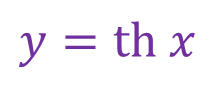 y = th x